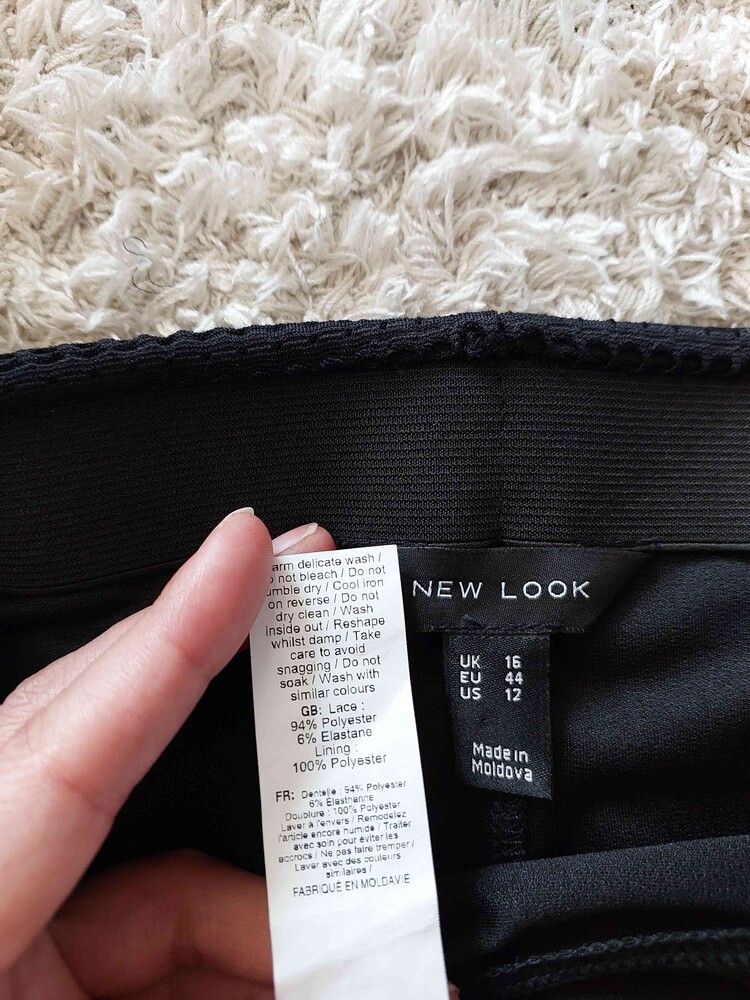 arm delicate wash /
not bleach / Do not
umble dry / Cool iron
on reverse / Do not
dry clean / Wash
inside out / Reshape
whilst damp / Take
care to avoid
snagging / Do not
soak / Wash with
similar colours
GB: Lace :
94% Polyester
6% Elastane
Lining :
100% Polyester
FR: Dentelle : 94% Polyester
6% Elasthanne
Doublure : 100% Polyester
Laver à l'envers / Remodelez
l'article encore humide / Traiter
avec soin pour éviter les
accrocs / Ne pas faire tremper /
Laver avec des couleurs
similaires /
FABRIQUÉ EN MOLDAVIE
NEW LOOK
UK 16
EU 44
US 12
Made in
Moldova